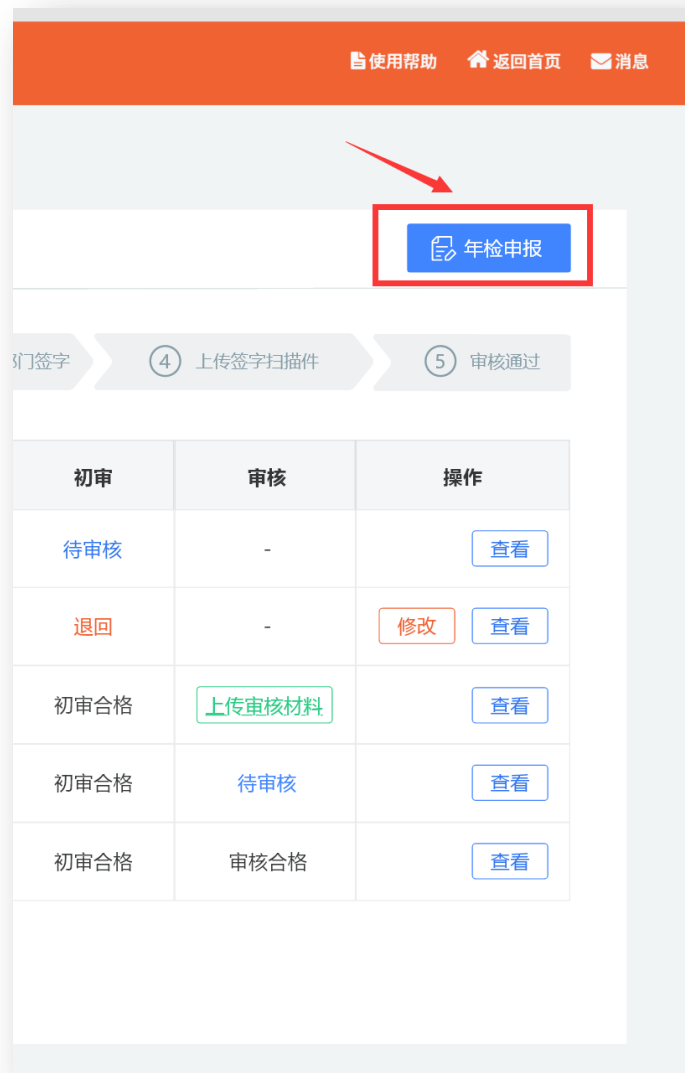 使用帮助 返回首页 消息
年检申报
门签字 4 上传签字扫描件 5 审核通过
初审 审核 操作
待审核 - 查看
退回 - 修改 查看
初审合格 上传审核材料 查看
初审合格 待审核 查看
初审合格 审核合格 查看